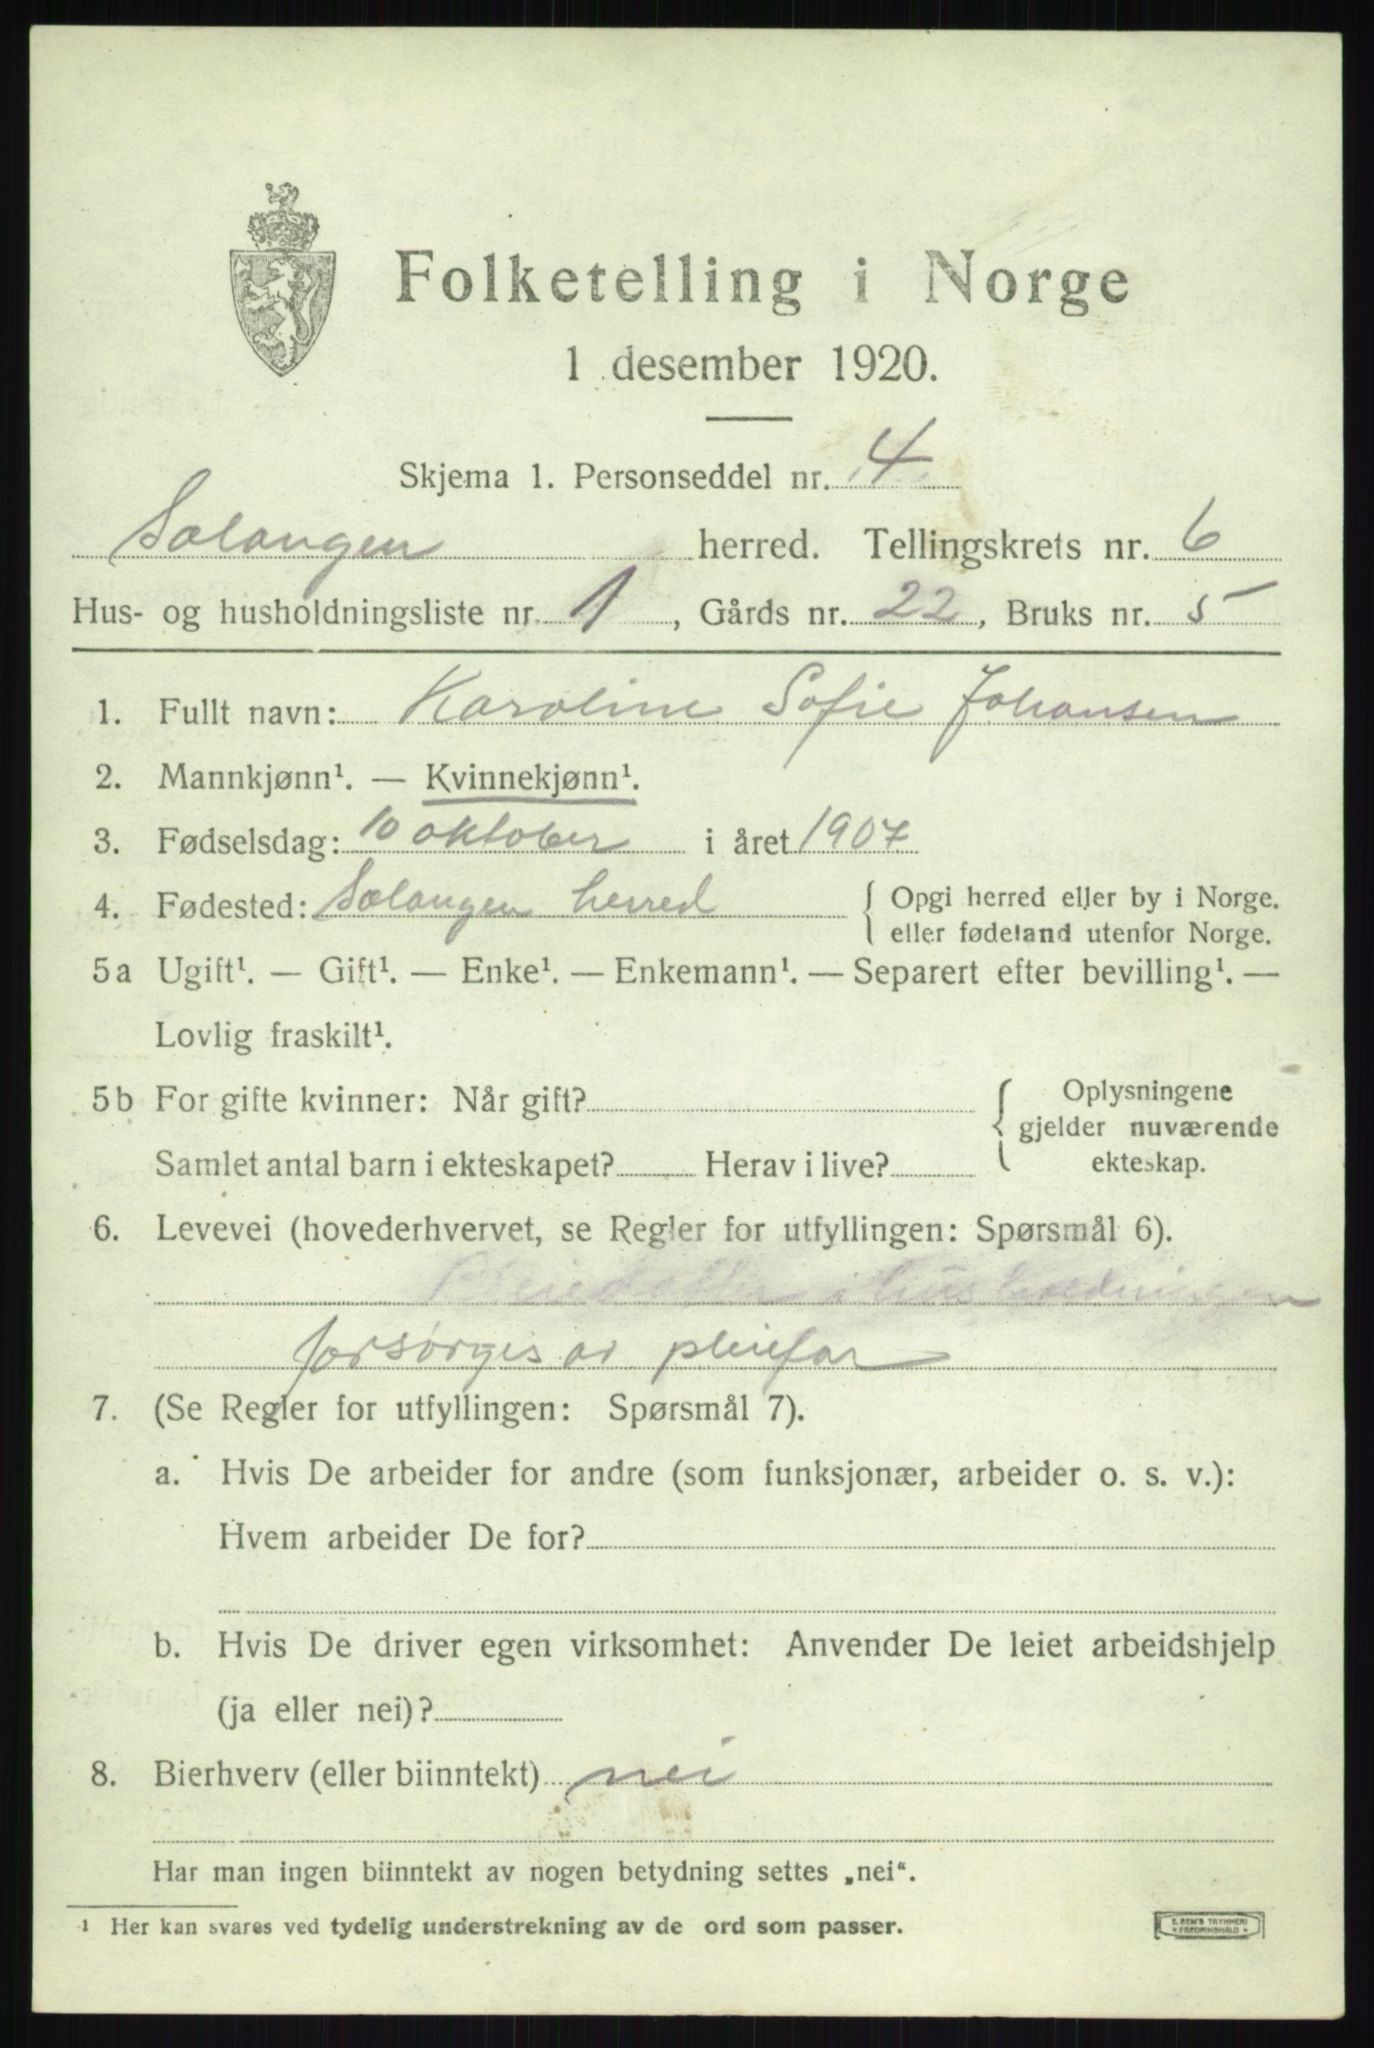 Folketelling i Norge
1 desember 1920.
Skjema 1. Personseddel nr. 4
Salangen herred. Tellingskrets nr. 6
Hus- og husholdningsliste nr. 1, Gårds nr. 22, Bruks nr. 5
1. Fullt navn: Karoline Sofie Johansen
2. Mannkjønn¹. — Kvinnekjønn¹.
3. Fødselsdag: 10 oktober i året 1907
4. Fødested: Salangen herred { Opgi herred eller by i Norge.
eller fødeland utenfor Norge.
5a Ugift¹. — Gift¹. — Enke¹. — Enkemann¹. — Separert efter bevilling¹. —
Lovlig fraskilt¹.
5b For gifte kvinner: Når gift? { Oplysningene
gjelder nuværende
Samlet antal barn i ekteskapet? Herav i live? ekteskap.
6. Levevei (hovederhvervet, se Regler for utfyllingen: Spørsmål 6).
Pleiedatter i husholdningen
forsørges av pleiefar
7. (Se Regler for utfyllingen: Spørsmål 7).
a. Hvis De arbeider for andre (som funksjonær, arbeider o. s. v.):
Hvem arbeider De for?
b. Hvis De driver egen virksomhet: Anvender De leiet arbeidshjelp
(ja eller nei)?
8. Bierhverv (eller biinntekt) nei
Har man ingen biinntekt av nogen betydning settes „nei“.
¹ Her kan svares ved tydelig understrekning av de ord som passer.
E. SEM'S TRYKKERI
FREDRIKSHALD